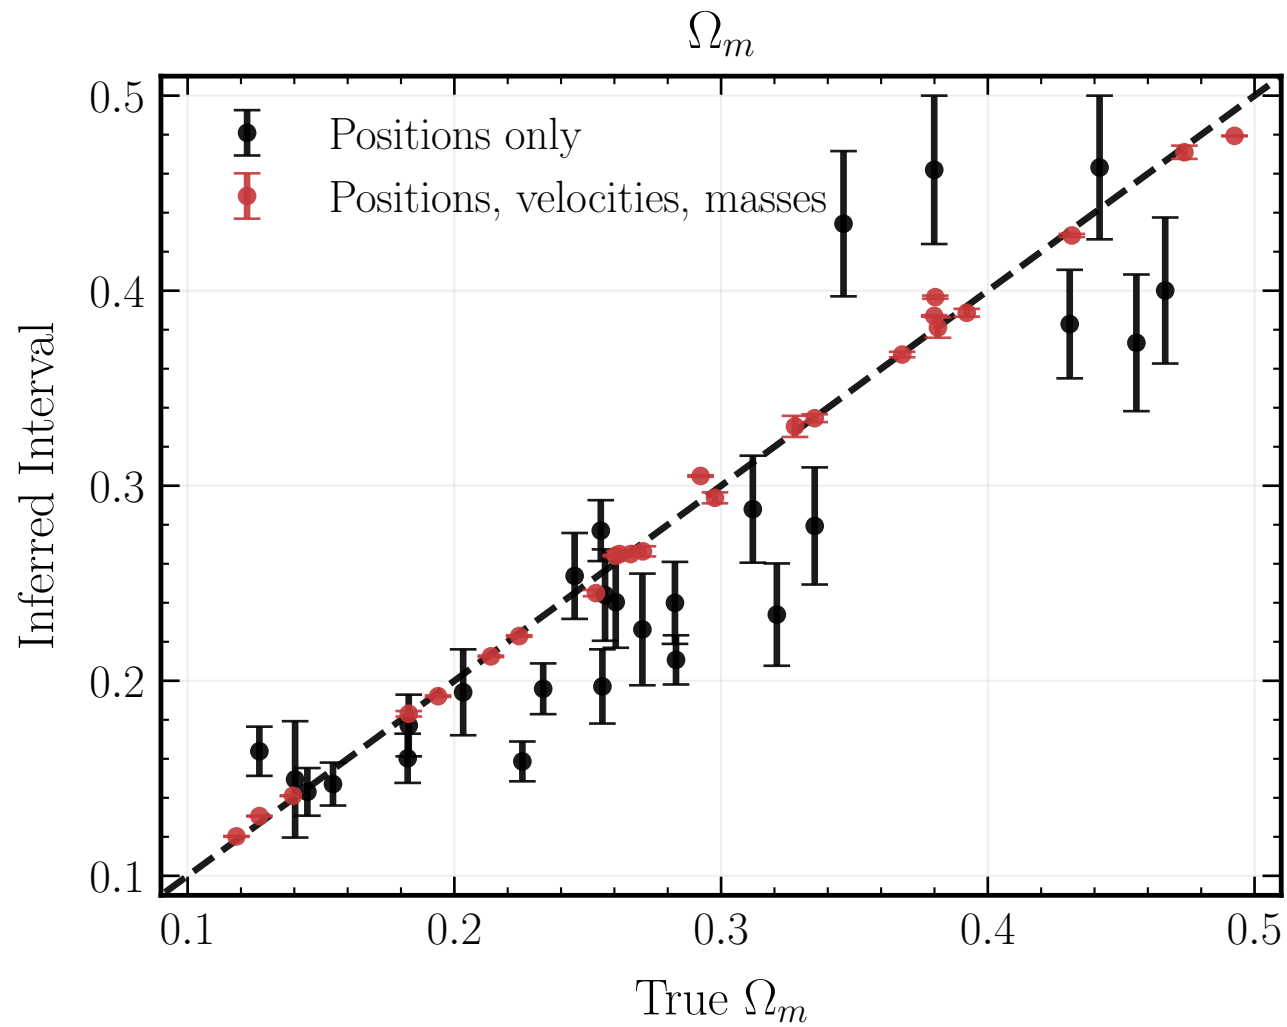 Ωₘ
Positions only
Positions, velocities, masses
Inferred Interval
0.5
0.4
0.3
0.2
0.1
0.1 0.2 0.3 0.4 0.5
True Ωₘ